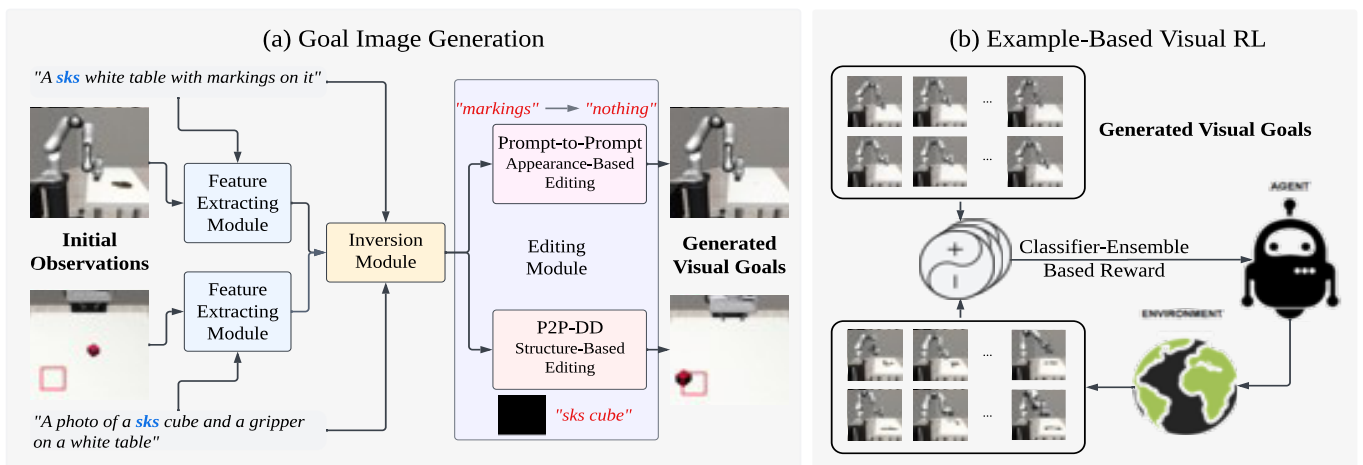 (a) Goal Image Generation
"A sks white table with markings on it"
Initial
Observations
Feature
Extracting
Module
Feature
Extracting
Module
"A photo of a sks cube and a gripper
on a white table"
Inversion
Module
"markings" → "nothing"
Prompt-to-Prompt
Appearance-Based
Editing
Editing
Module
P2P-DD
Structure-Based
Editing
"sks cube"
Generated
Visual Goals
(b) Example-Based Visual RL
...
...
Generated Visual Goals
AGENT
+
−
Classifier-Ensemble
Based Reward
ENVIRONMENT
...
...